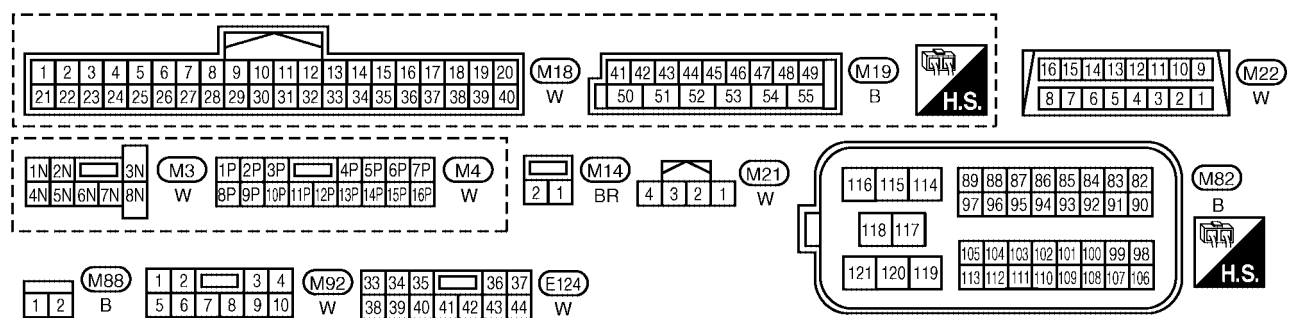 1 2 3 4 5 6 7 8 9 10 11 12 13 14 15 16 17 18 19 20
21 22 23 24 25 26 27 28 29 30 31 32 33 34 35 36 37 38 39 40
M18
W
41 42 43 44 45 46 47 48 49
50 51 52 53 54 55
M19
B
H.S.
16 15 14 13 12 11 10 9
8 7 6 5 4 3 2 1
M22
W
1N 2N 3N
4N 5N 6N 7N 8N
M3
W
1P 2P 3P 4P 5P 6P 7P
8P 9P 10P 11P 12P 13P 14P 15P 16P
M4
W
2 1
M14
BR
4 3 2 1
M21
W
116 115 114
118 117
121 120 119
89 88 87 86 85 84 83 82
97 96 95 94 93 92 91 90
105 104 103 102 101 100 99 98
113 112 111 110 109 108 107 106
M82
B
H.S.
1 2
M88
B
1 2 3 4
5 6 7 8 9 10
M92
W
33 34 35 36 37
38 39 40 41 42 43 44
E124
W